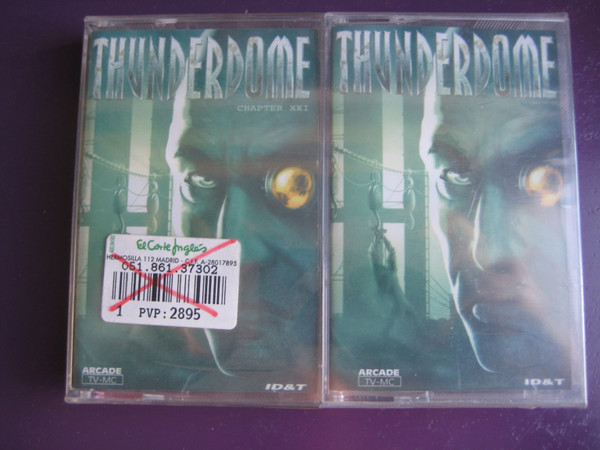 THUNDERDOME
CHAPTER XXI
El Corte Inglés
HERMOSILLA 112 MADRID - C.I.F. A-28017895
051.861.37302
1 PVP: 2895
ARCADE
TV-MC
ID&T
THUNDERDOME
ARCADE
TV-MC
ID&T